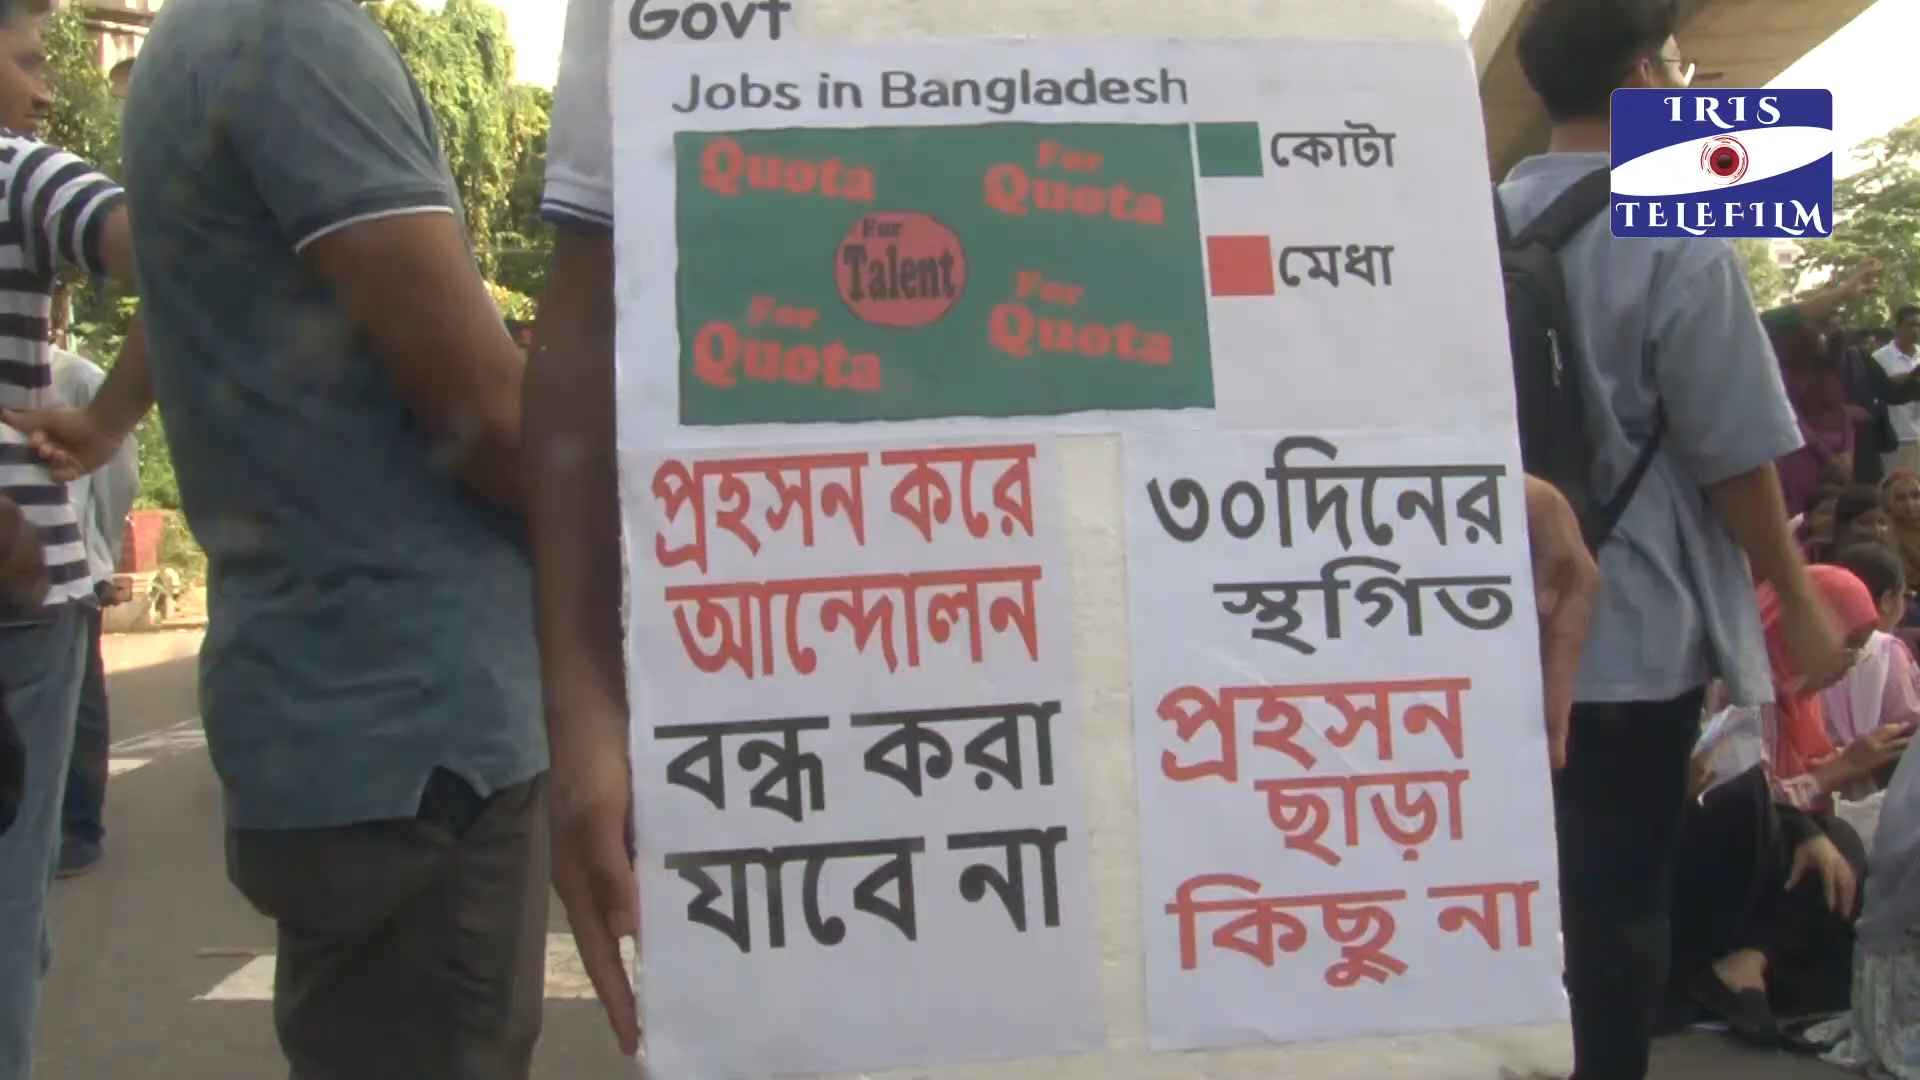 Govt
Jobs in Bangladesh
Quota
For
Quota
For
Talent
For
Quota
For
Quota
কোটা
মেধা
প্রহসন করে
আন্দোলন
বন্ধ করা
যাবে না
৩০দিনের
স্থগিত
প্রহসন
ছাড়া
কিছু না
IRIS
TELEFILM